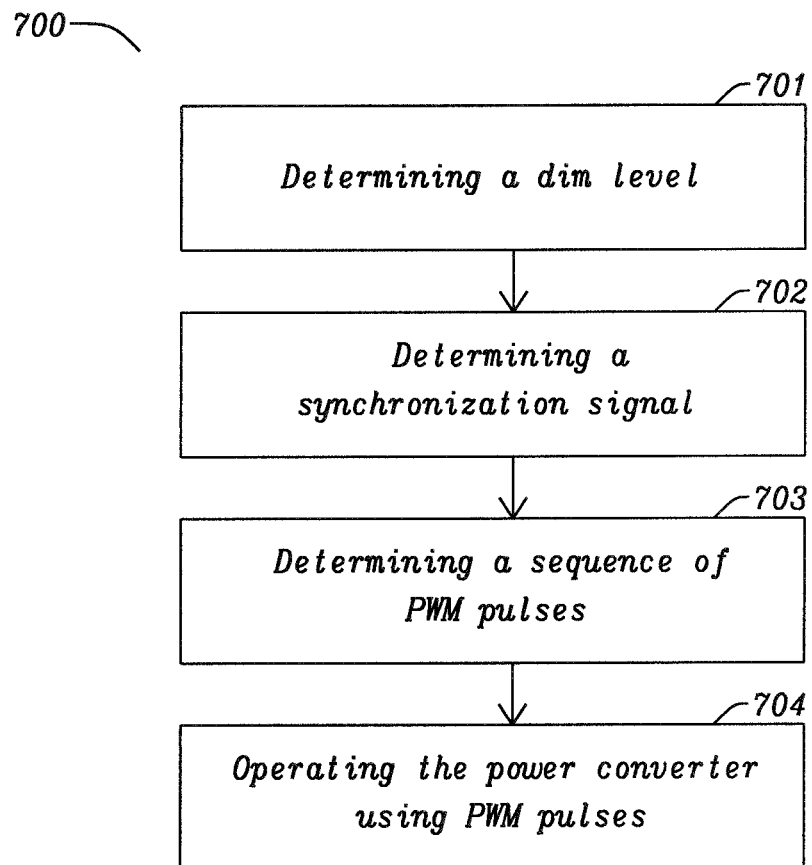 700
701
Determining a dim level
702
Determining a
synchronization signal
703
Determining a sequence of
PWM pulses
704
Operating the power converter
using PWM pulses